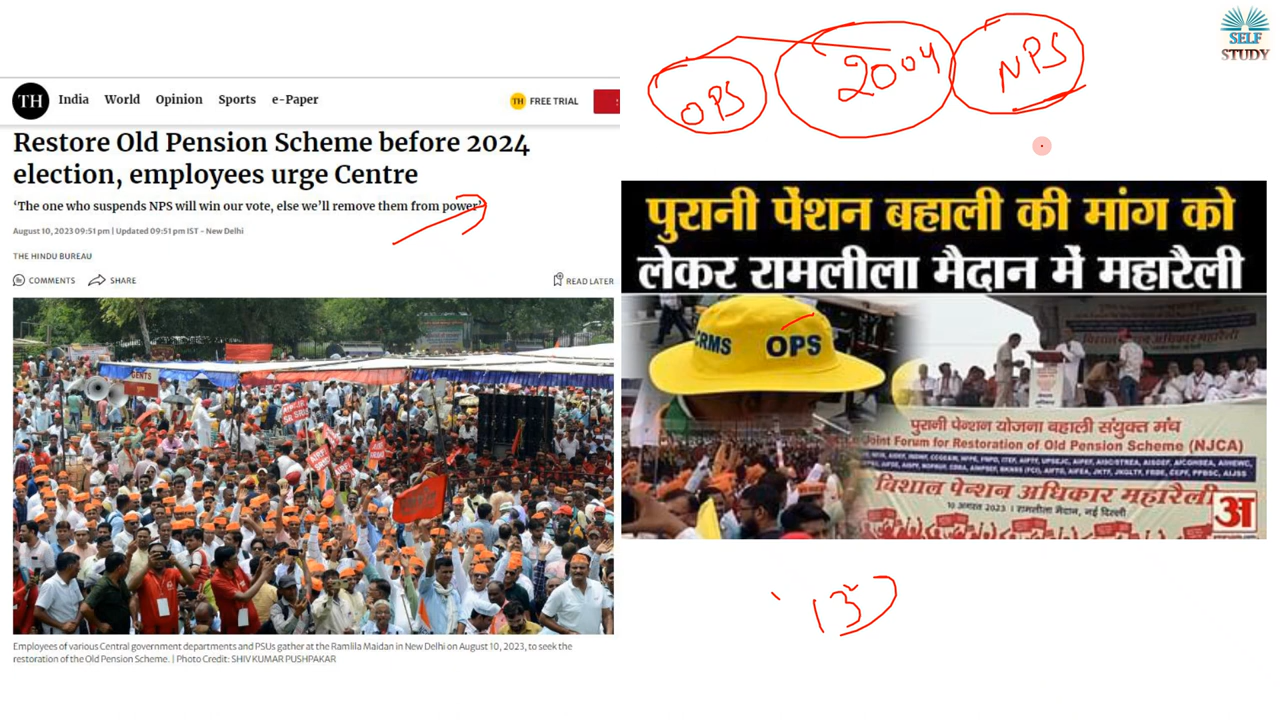 SELF
STUDY
OPS
2004
NPS
TH
India World Opinion Sports e-Paper
TH FREE TRIAL
Restore Old Pension Scheme before 2024
election, employees urge Centre
‘The one who suspends NPS will win our vote, else we’ll remove them from power’
August 10, 2023 09:51 pm | Updated 09:51 pm IST - New Delhi
THE HINDU BUREAU
COMMENTS SHARE READ LATER
GENTS
Employees of various Central government departments and PSUs gather at the Ramlila Maidan in New Delhi on August 10, 2023, to seek the
restoration of the Old Pension Scheme. | Photo Credit: SHIV KUMAR PUSHPAKAR
पुरानी पेंशन बहाली की मांग को
लेकर रामलीला मैदान में महारैली
CRMS OPS
पुरानी पेन्शन योजना बहाली संयुक्त मंच
Joint Forum for Restoration of Old Pension Scheme (NJCA)
विशाल पेन्शन अधिकार महारैली
10 अगस्त 2023 । रामलीला मैदान, नई दिल्ली
अ
13